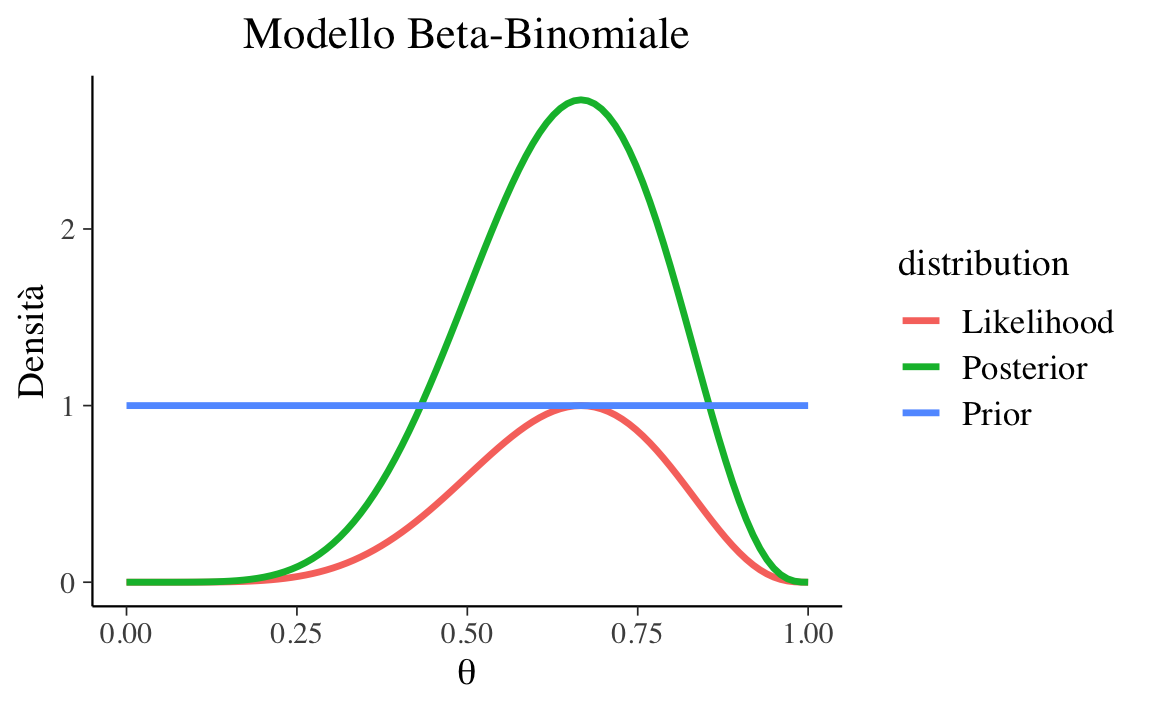 Modello Beta-Binomiale
Densità
2
1
0
0.00 0.25 0.50 0.75 1.00
θ
distribution
Likelihood
Posterior
Prior